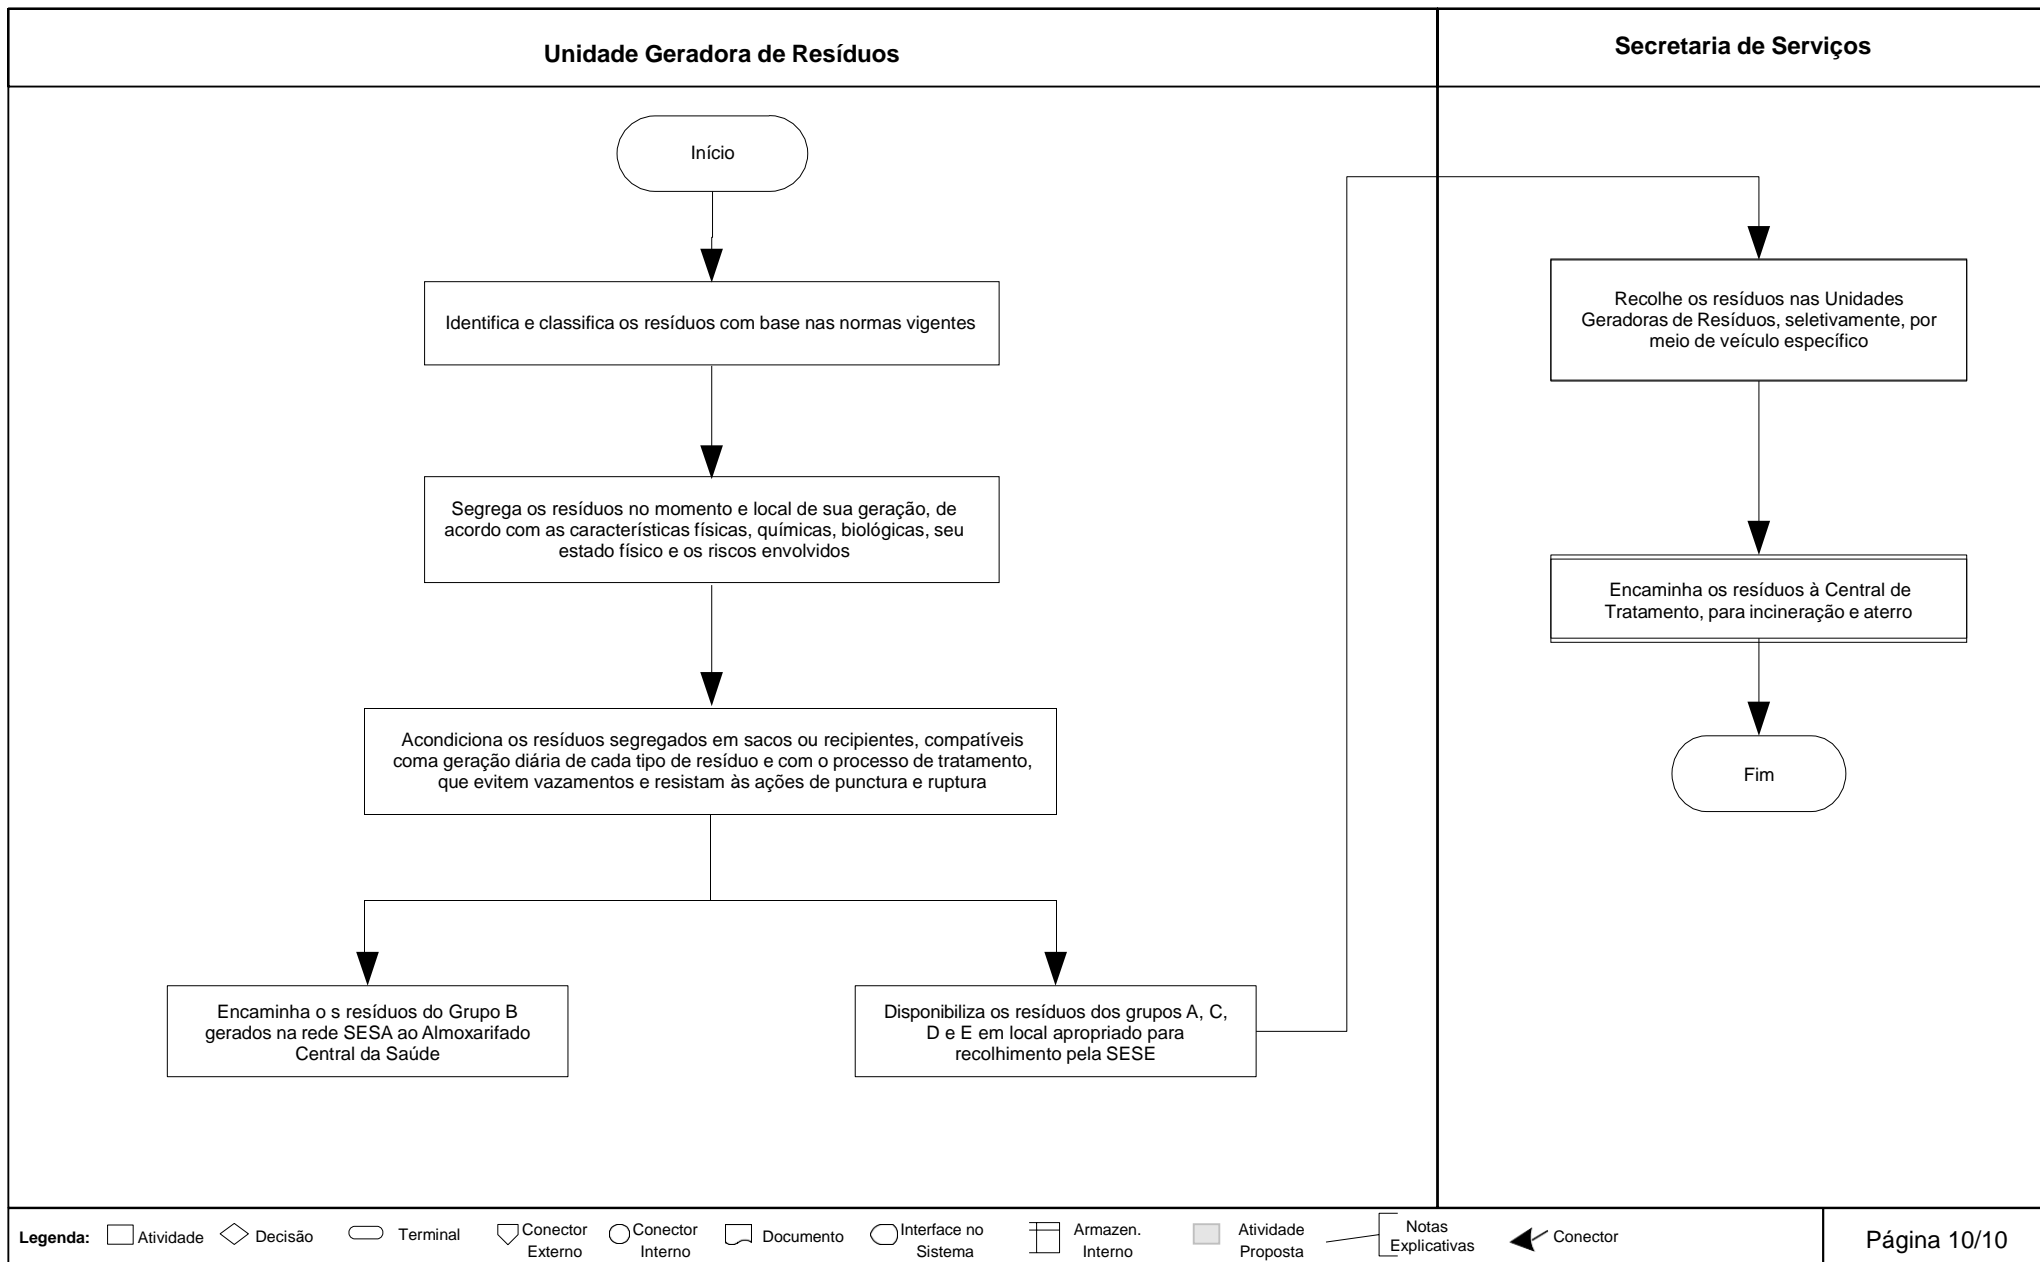 Unidade Geradora de Resíduos
Secretaria de Serviços
Início
Identifica e classifica os resíduos com base nas normas vigentes
Segrega os resíduos no momento e local de sua geração, de
acordo com as características físicas, químicas, biológicas, seu
estado físico e os riscos envolvidos
Acondiciona os resíduos segregados em sacos ou recipientes, compatíveis
coma geração diária de cada tipo de resíduo e com o processo de tratamento,
que evitem vazamentos e resistam às ações de punctura e ruptura
Encaminha o s resíduos do Grupo B
gerados na rede SESA ao Almoxarifado
Central da Saúde
Disponibiliza os resíduos dos grupos A, C,
D e E em local apropriado para
recolhimento pela SESE
Recolhe os resíduos nas Unidades
Geradoras de Resíduos, seletivamente, por
meio de veículo específico
Encaminha os resíduos à Central de
Tratamento, para incineração e aterro
Fim
Legenda:
Atividade
Decisão
Terminal
Conector
Externo
Conector
Interno
Documento
Interface no
Sistema
Armazen.
Interno
Atividade
Proposta
Notas
Explicativas
Conector
Página 10/10